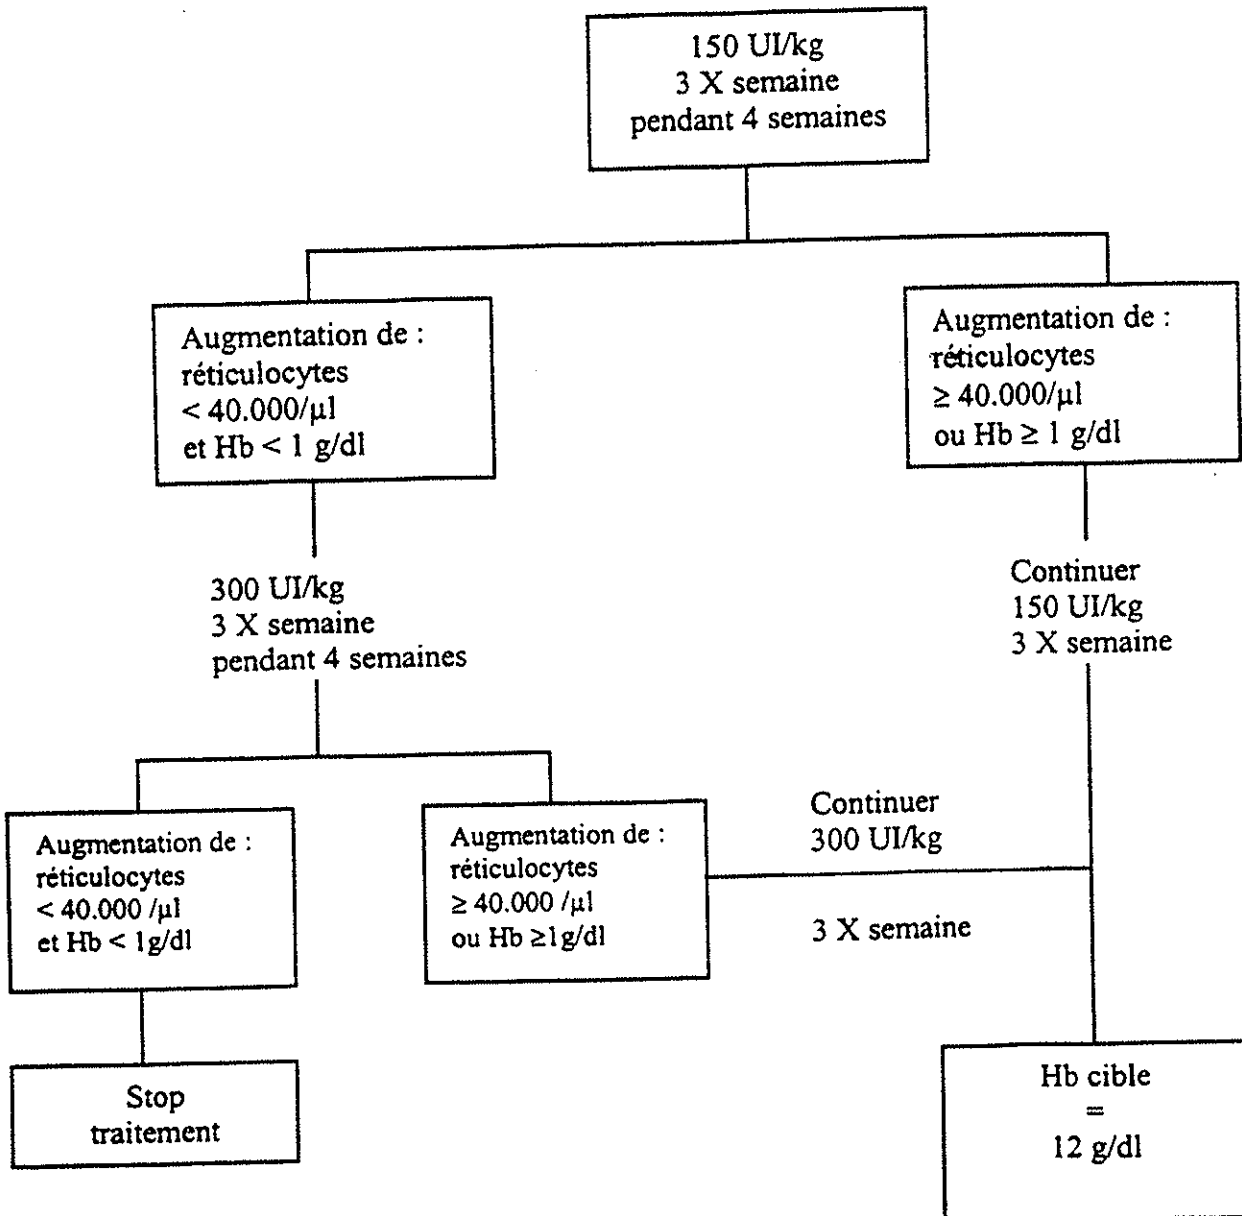 150 UI/kg
3 X semaine
pendant 4 semaines
Augmentation de :
réticulocytes
< 40.000/µl
et Hb < 1 g/dl
Augmentation de :
réticulocytes
≥ 40.000/µl
ou Hb ≥ 1 g/dl
300 UI/kg
3 X semaine
pendant 4 semaines
Continuer
150 UI/kg
3 X semaine
Augmentation de :
réticulocytes
< 40.000 /µl
et Hb < 1g/dl
Augmentation de :
réticulocytes
≥ 40.000 /µl
ou Hb ≥1g/dl
Continuer
300 UI/kg
3 X semaine
Stop
traitement
Hb cible
=
12 g/dl